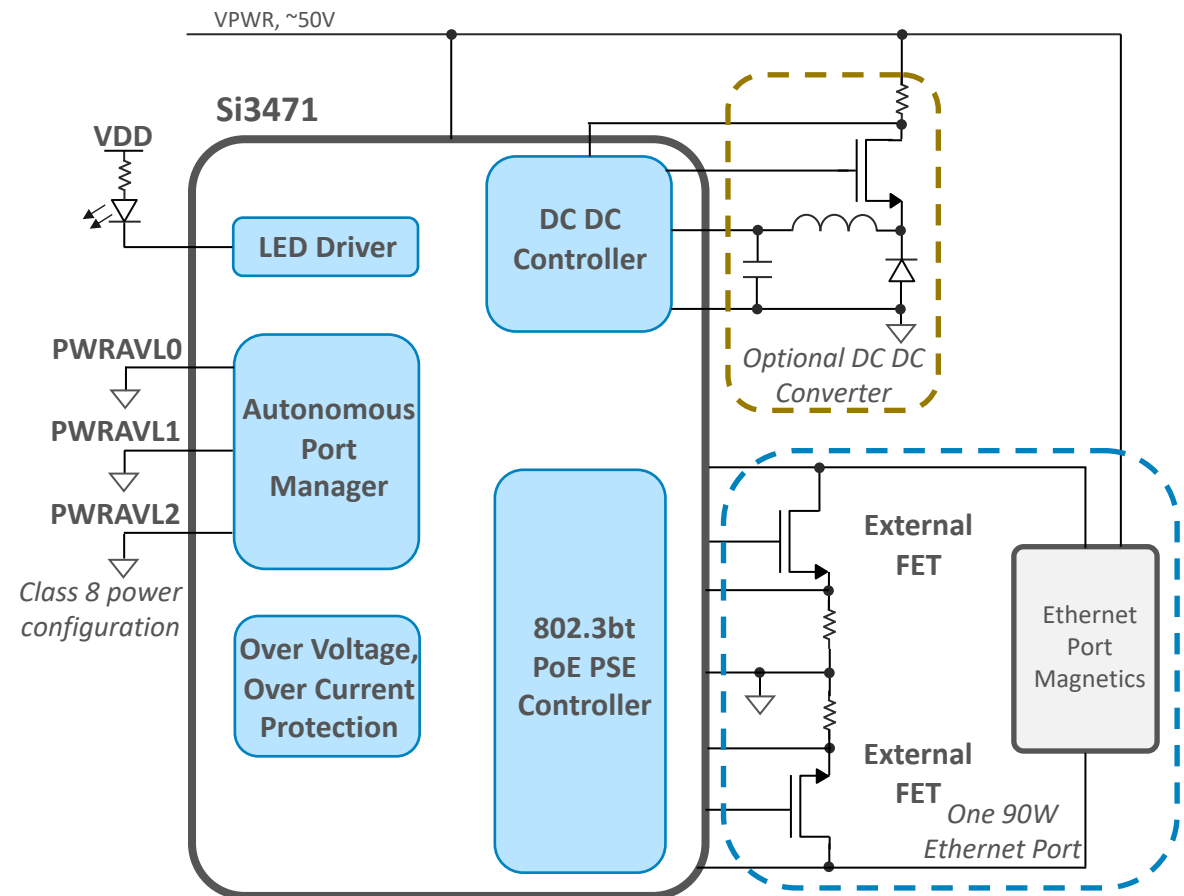 VPWR, ~50V
Si3471
VDD
LED Driver
DC DC
Controller
Optional DC DC
Converter
PWRAVL0
PWRAVL1
PWRAVL2
Class 8 power
configuration
Autonomous
Port
Manager
Over Voltage,
Over Current
Protection
802.3bt
PoE PSE
Controller
External
FET
Ethernet
Port
Magnetics
External
FET
One 90W
Ethernet Port